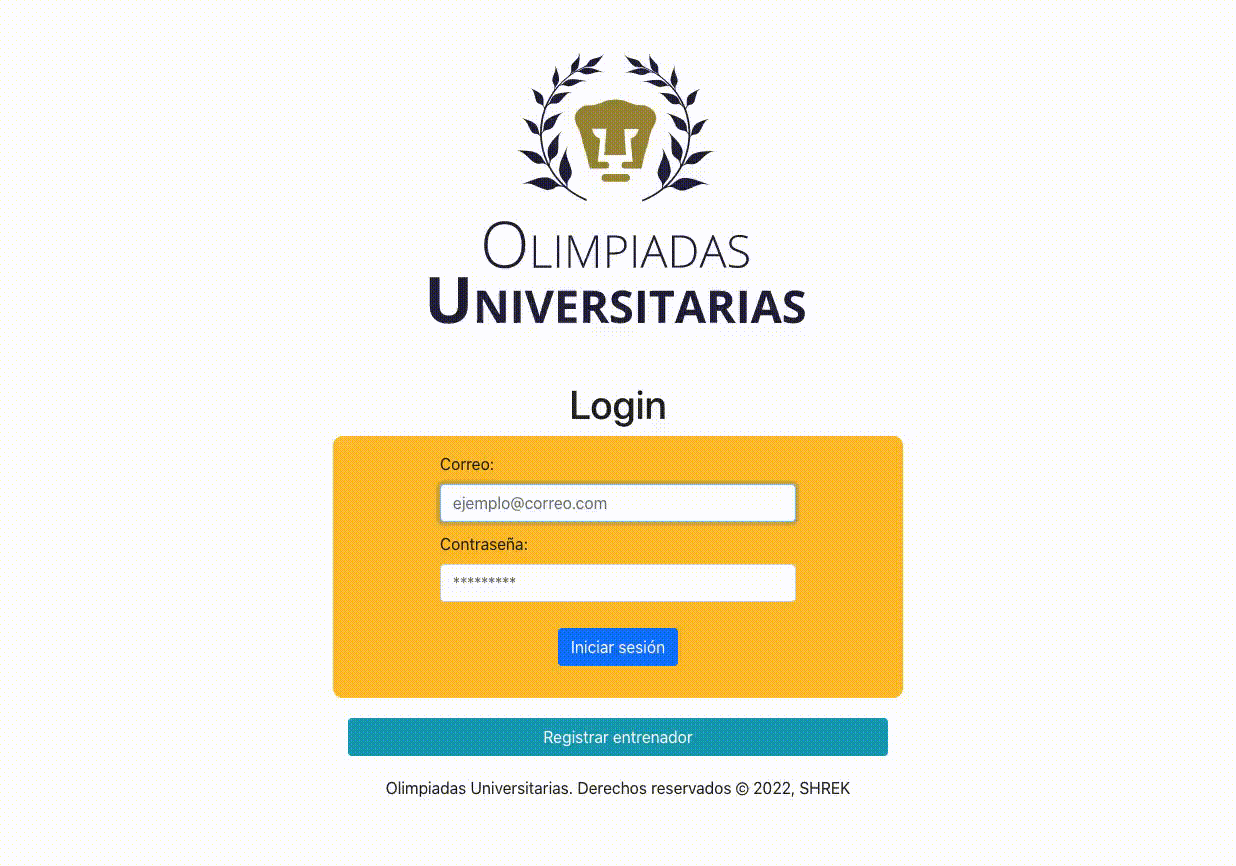 OLIMPIADAS
UNIVERSITARIAS
Login
Correo:
ejemplo@correo.com
Contraseña:
*********
Iniciar sesión
Registrar entrenador
Olimpiadas Universitarias. Derechos reservados © 2022, SHREK